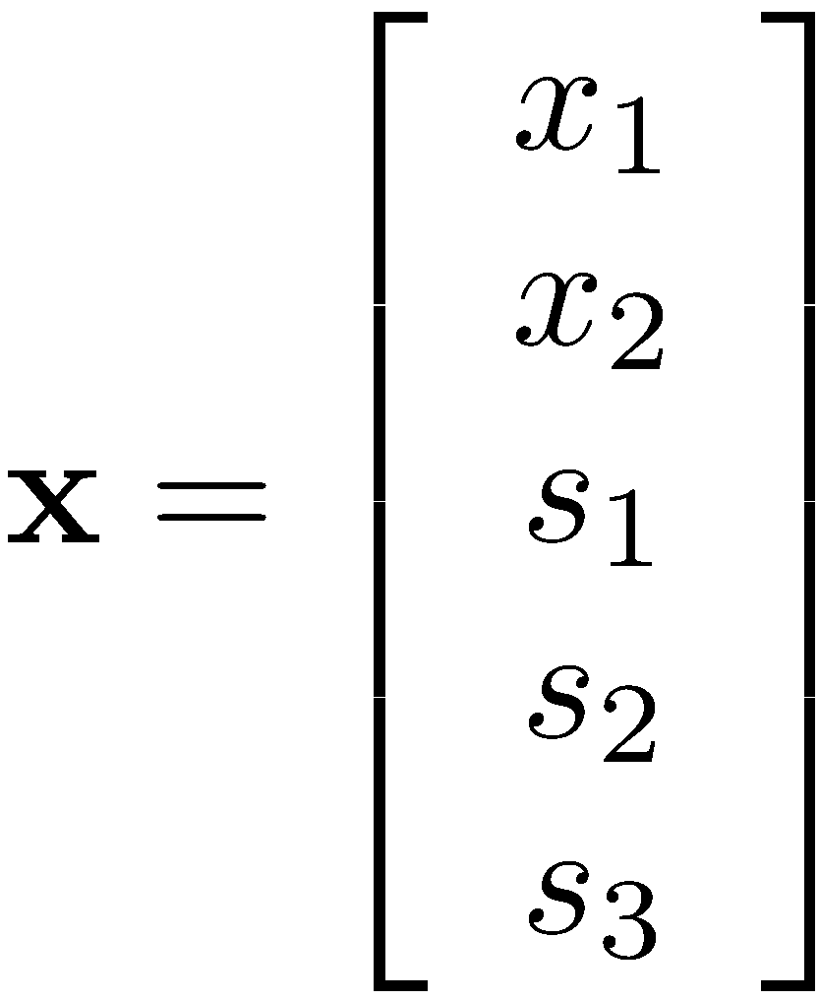 x = [ x₁
x₂
s₁
s₂
s₃ ]